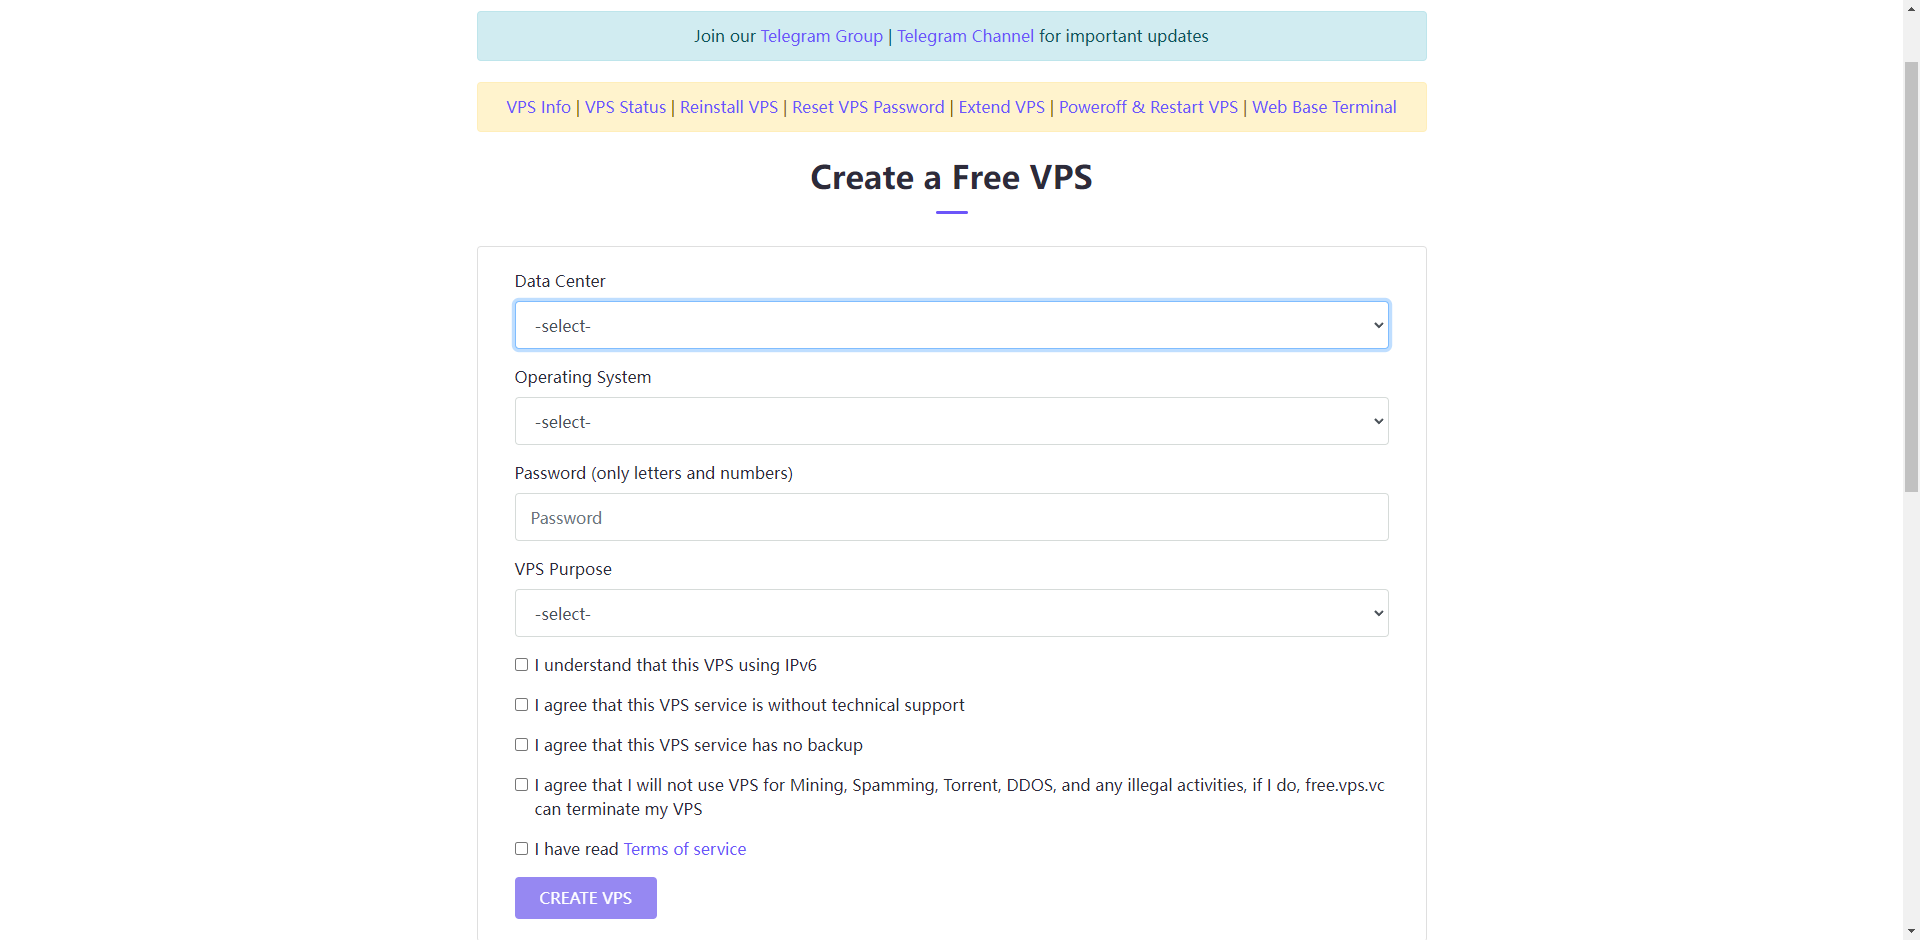 Join our Telegram Group | Telegram Channel for important updates
VPS Info | VPS Status | Reinstall VPS | Reset VPS Password | Extend VPS | Poweroff & Restart VPS | Web Base Terminal
Create a Free VPS
Data Center
-select-
Operating System
-select-
Password (only letters and numbers)
Password
VPS Purpose
-select-
I understand that this VPS using IPv6
I agree that this VPS service is without technical support
I agree that this VPS service has no backup
I agree that I will not use VPS for Mining, Spamming, Torrent, DDOS, and any illegal activities, if I do, free.vps.vc
can terminate my VPS
I have read Terms of service
CREATE VPS